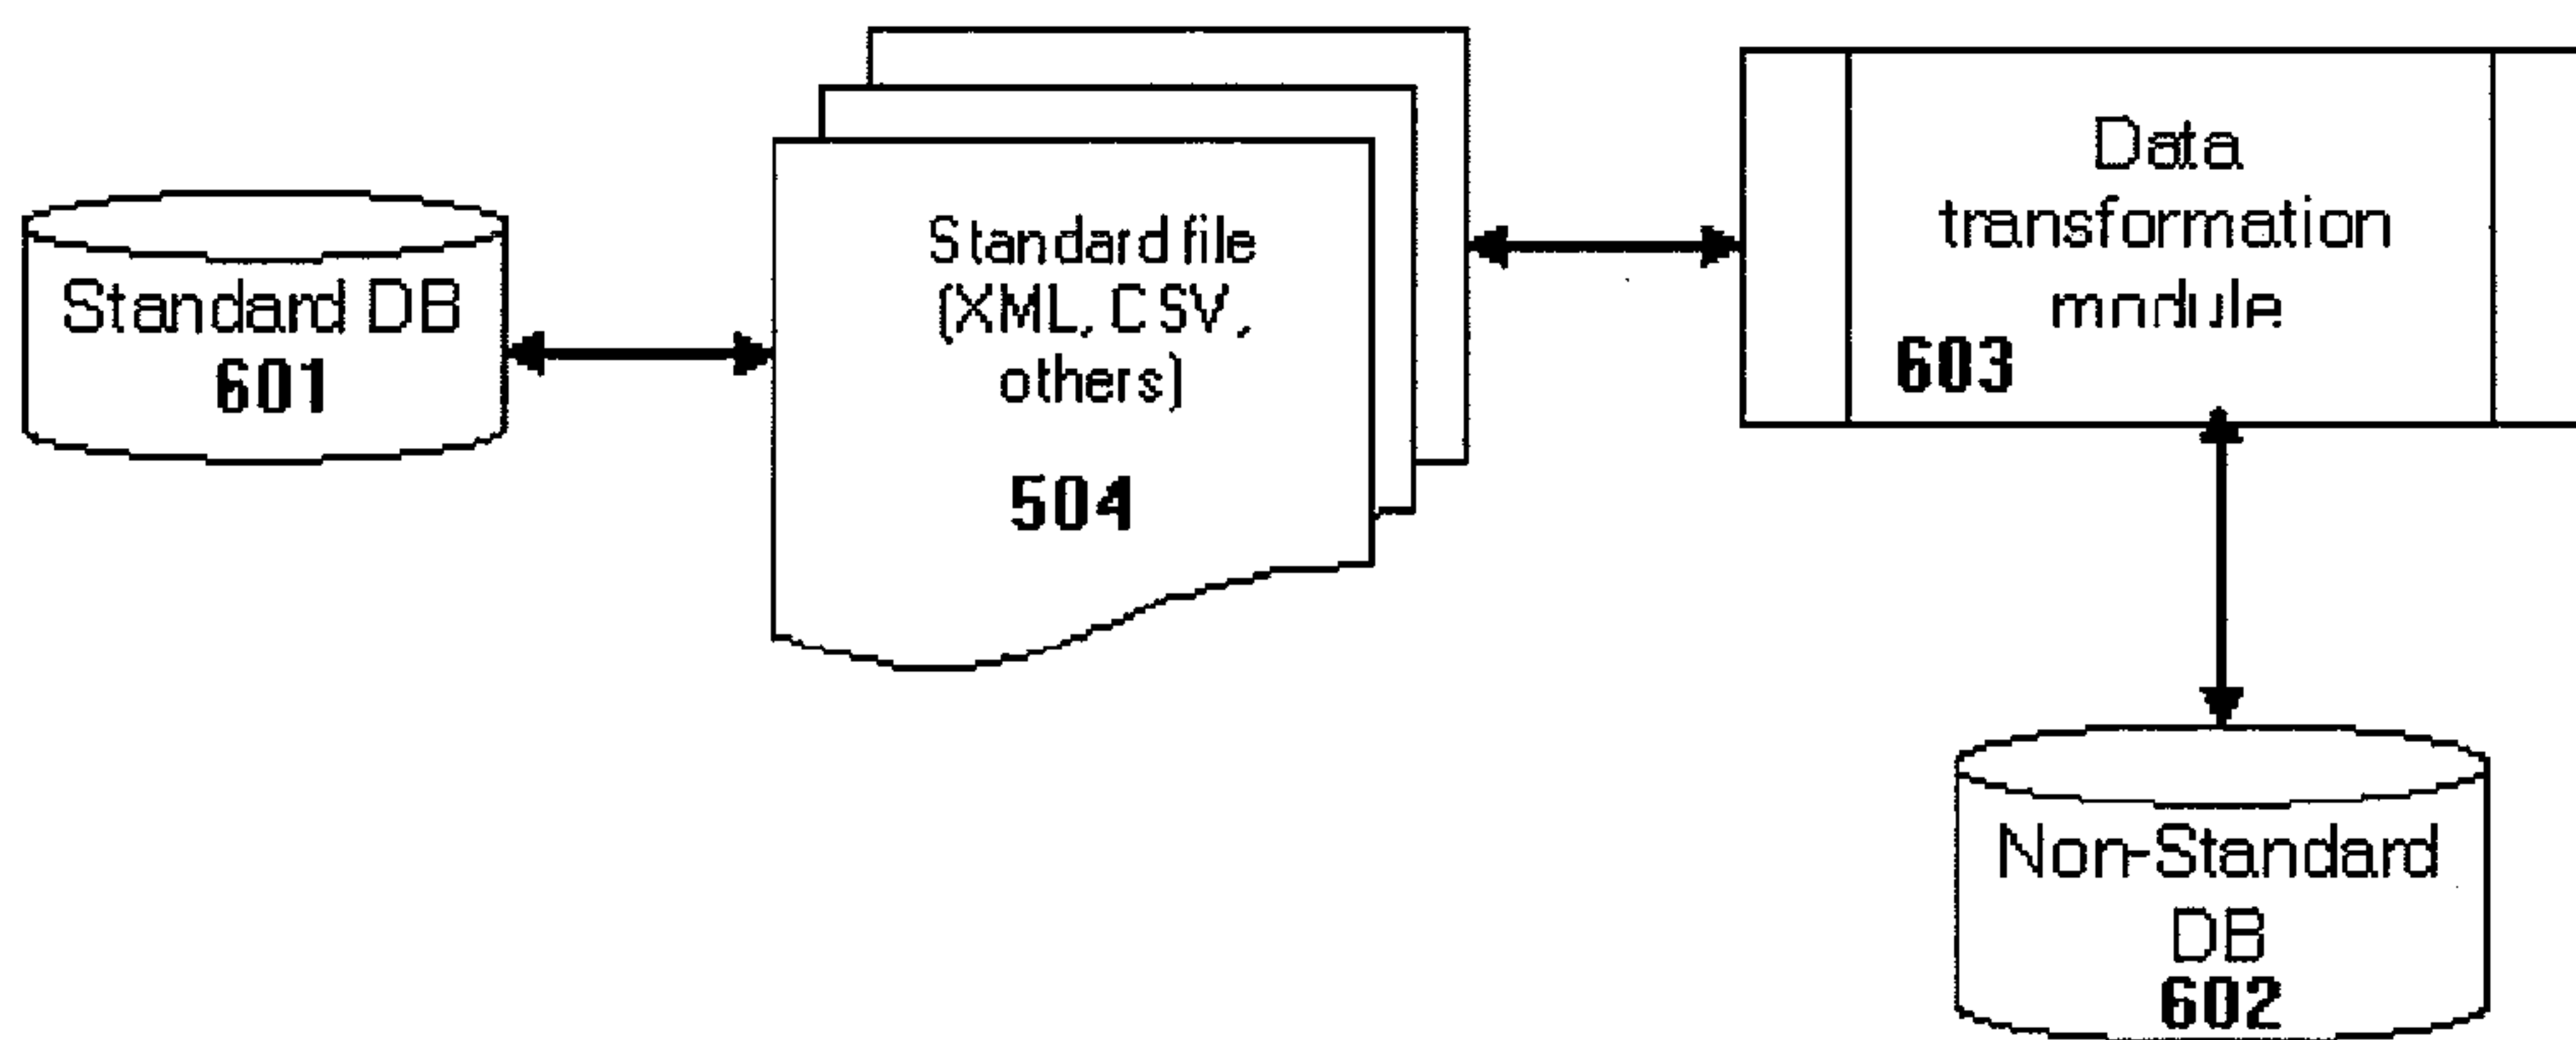 Standard DB
601
Standard file
(XML, CSV,
others)
504
Data
transformation
module
603
Non-Standard
DB
602